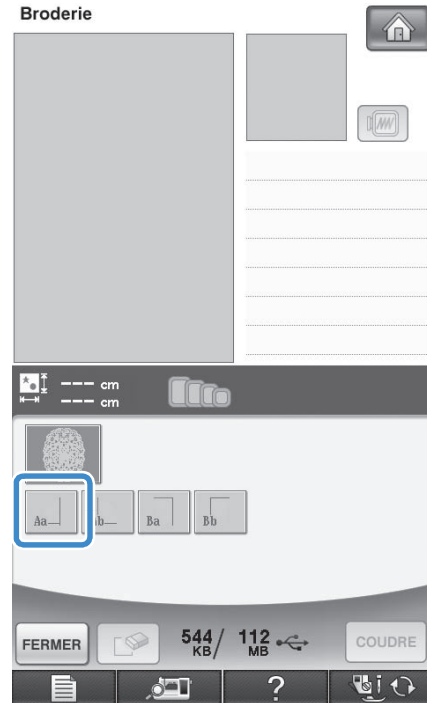 Broderie
--- cm
--- cm
Aa Ab Ba Bb
FERMER 544 KB/ 112 MB COUDRE
?